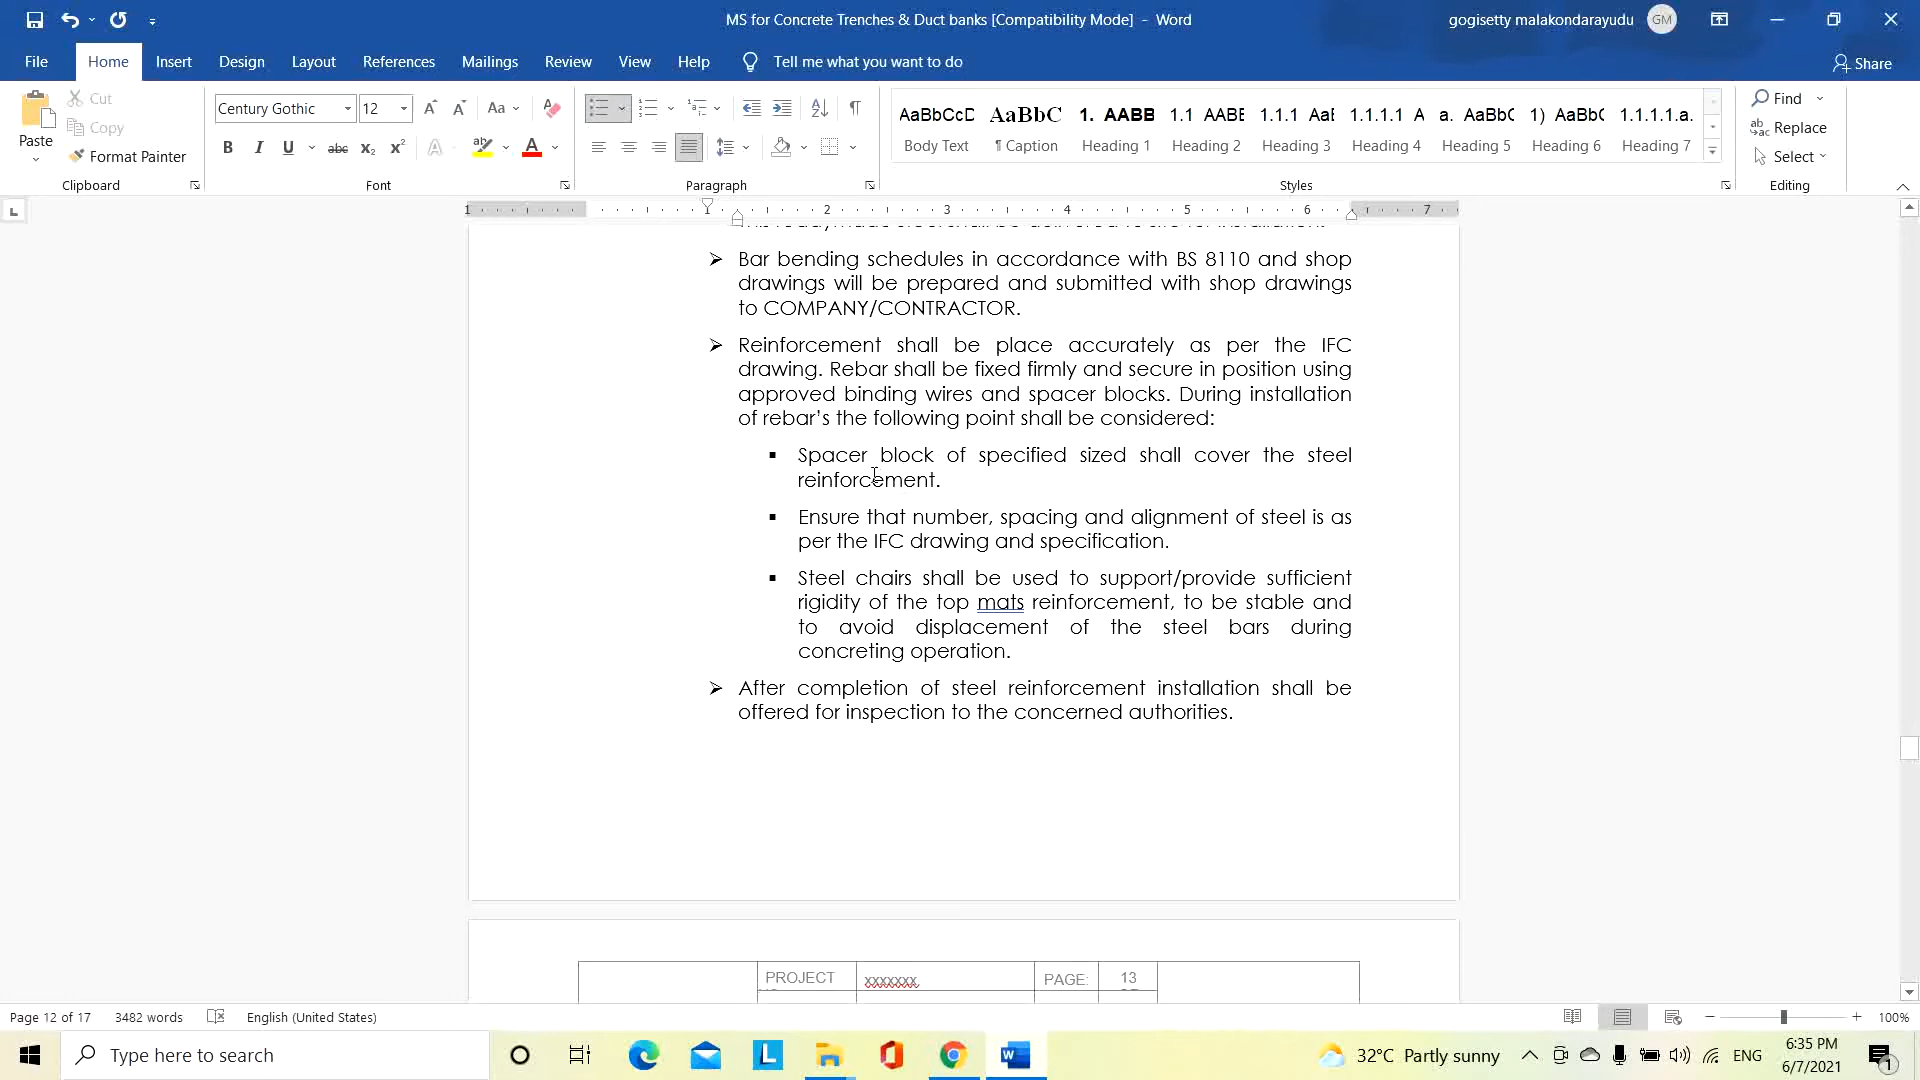 MS for Concrete Trenches & Duct banks [Compatibility Mode] - Word
gogisetty malakondarayudu GM
File Home Insert Design Layout References Mailings Review View Help Tell me what you want to do Share
Paste
Cut
Copy
Format Painter
Clipboard
Century Gothic 12
Font
Paragraph
AaBbCcD AaBbC 1. AABB 1.1 AABE 1.1.1 AaE 1.1.1.1 A a. AaBbC 1) AaBbC 1.1.1.1.a.
Body Text ¶ Caption Heading 1 Heading 2 Heading 3 Heading 4 Heading 5 Heading 6 Heading 7
Styles
Find
Replace
Select
Editing
1 1 2 3 4 5 6 7
Bar bending schedules in accordance with BS 8110 and shop
drawings will be prepared and submitted with shop drawings
to COMPANY/CONTRACTOR.
Reinforcement shall be place accurately as per the IFC
drawing. Rebar shall be fixed firmly and secure in position using
approved binding wires and spacer blocks. During installation
of rebar’s the following point shall be considered:
Spacer block of specified sized shall cover the steel
reinforcement.
Ensure that number, spacing and alignment of steel is as
per the IFC drawing and specification.
Steel chairs shall be used to support/provide sufficient
rigidity of the top mats reinforcement, to be stable and
to avoid displacement of the steel bars during
concreting operation.
After completion of steel reinforcement installation shall be
offered for inspection to the concerned authorities.
PROJECT xxxxxxx PAGE: 13
Page 12 of 17 3482 words English (United States) 100%
Type here to search
32°C Partly sunny ENG
6:35 PM
6/7/2021
1